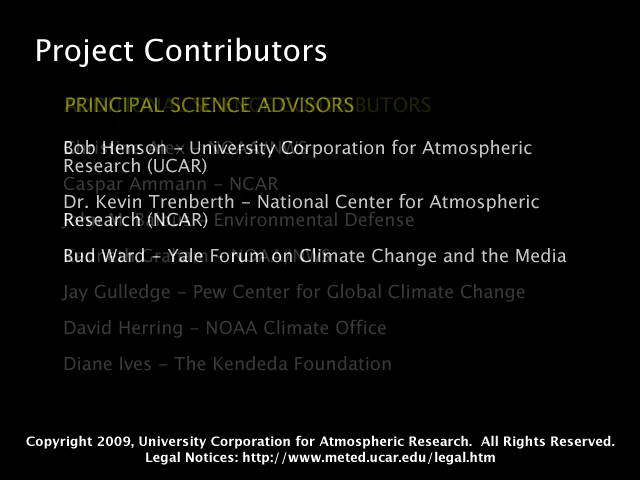 Project Contributors
PRINCIPAL SCIENCE ADVISORS
Bob Henson - University Corporation for Atmospheric
Research (UCAR)
Caspar Ammann - NCAR
Dr. Kevin Trenberth - National Center for Atmospheric
Research (NCAR)
Environmental Defense
Bud Ward - Yale Forum on Climate Change and the Media
Jay Gulledge - Pew Center for Global Climate Change
David Herring - NOAA Climate Office
Diane Ives - The Kendeda Foundation
Copyright 2009, University Corporation for Atmospheric Research. All Rights Reserved.
Legal Notices: http://www.meted.ucar.edu/legal.htm